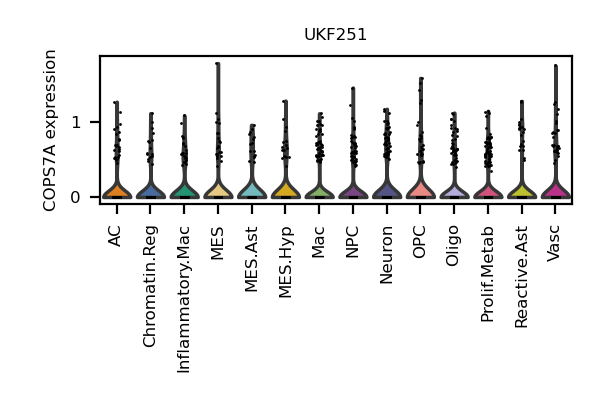 UKF251
COPS7A expression
1
0
AC
Chromatin.Reg
Inflammatory.Mac
MES
MES.Ast
MES.Hyp
Mac
NPC
Neuron
OPC
Oligo
Prolif.Metab
Reactive.Ast
Vasc